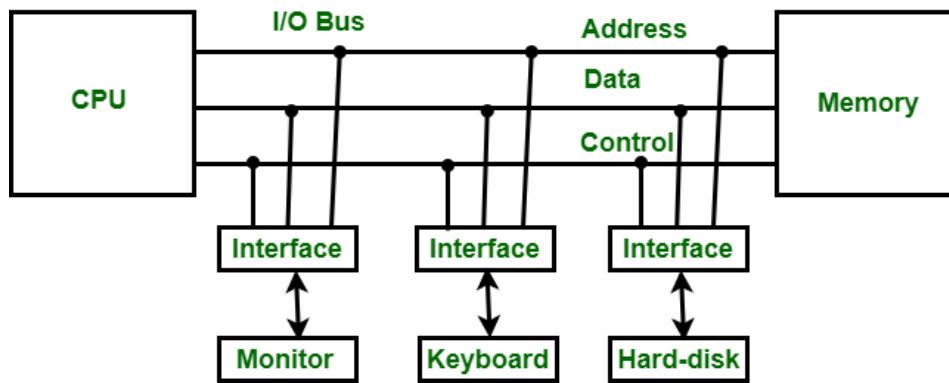 I/O Bus
Address
CPU
Data
Memory
Control
Interface
Interface
Interface
Monitor
Keyboard
Hard-disk